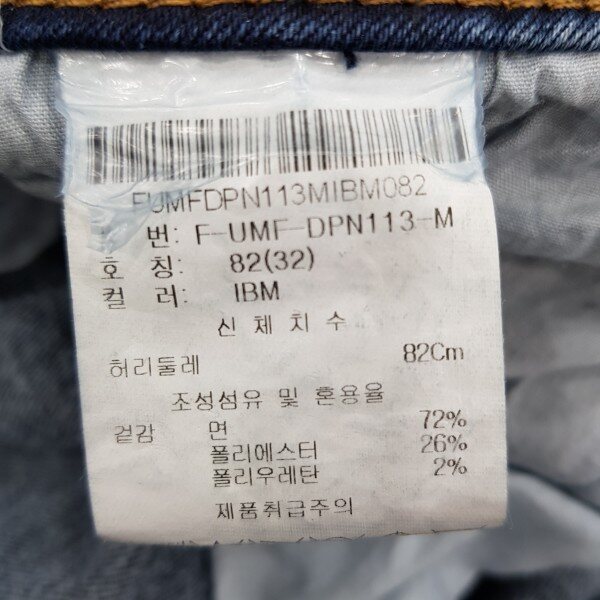 FUMFDPN113MIBM082
번: F-UMF-DPN113-M
호 칭: 82(32)
컬 러: IBM
신체치수
허리둘레 82Cm
조성섬유 및 혼용율
겉감 면 72%
폴리에스터 26%
폴리우레탄 2%
제품취급주의